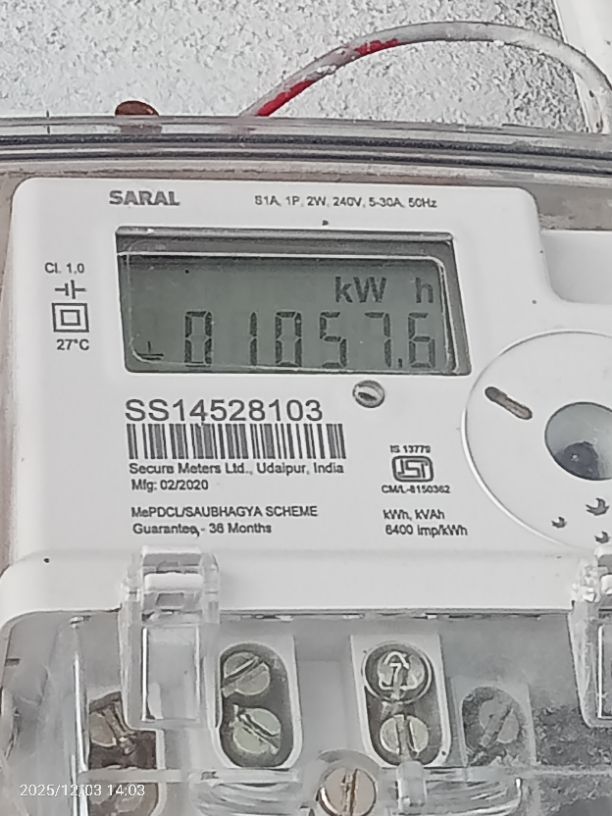 SARAL
S1A, 1P, 2W, 240V, 5-30A, 50Hz
Cl. 1.0
27°C
kW h
01057.6
SS14528103
Secure Meters Ltd., Udaipur, India
Mfg: 02/2020
MePDCL/SAUBHAGYA SCHEME
Guarantee - 36 Months
IS 13779
ISI
CM/L-8150362
kWh, kVAh
6400 imp/kWh
2025/12/03 14:03